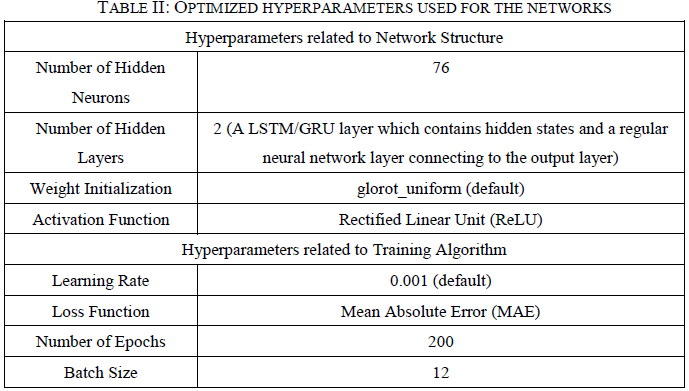 TABLE II: OPTIMIZED HYPERPARAMETERS USED FOR THE NETWORKS
Hyperparameters related to Network Structure
Number of Hidden
Neurons
76
Number of Hidden
Layers
2 (A LSTM/GRU layer which contains hidden states and a regular
neural network layer connecting to the output layer)
Weight Initialization
glorot_uniform (default)
Activation Function
Rectified Linear Unit (ReLU)
Hyperparameters related to Training Algorithm
Learning Rate
0.001 (default)
Loss Function
Mean Absolute Error (MAE)
Number of Epochs
200
Batch Size
12